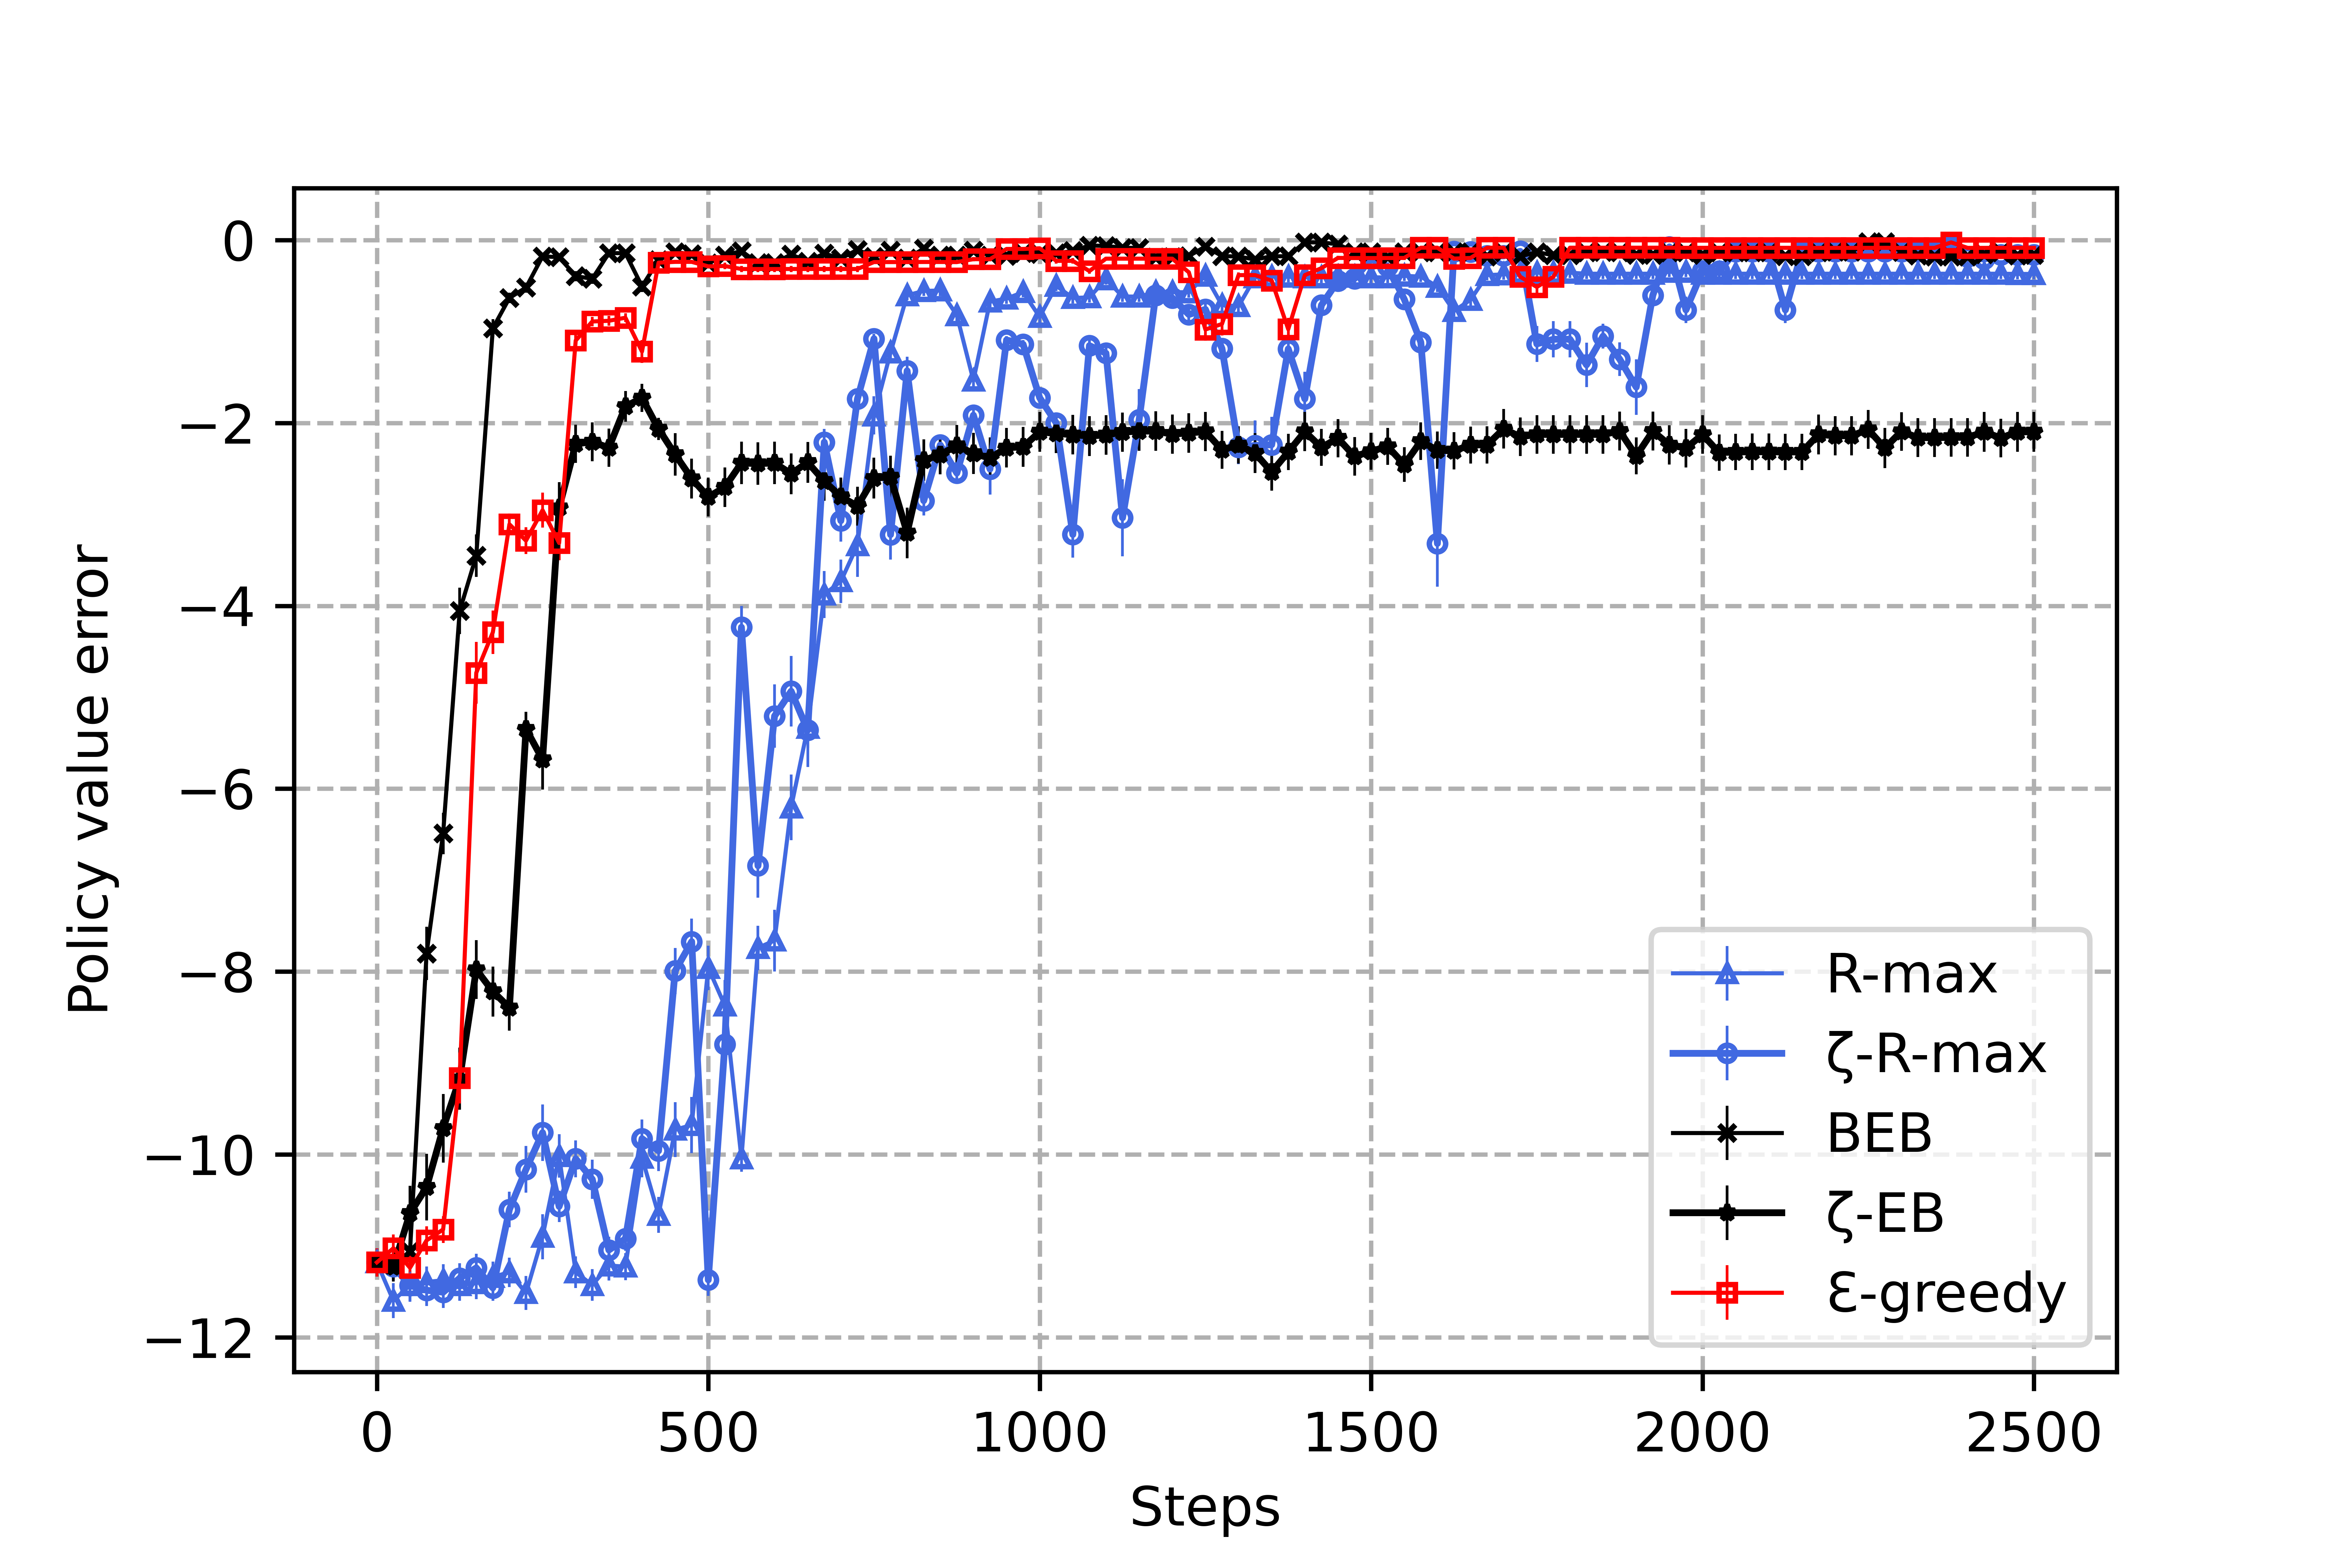 0
−2
−4
−6
−8
−10
−12
Policy value error
0 500 1000 1500 2000 2500
Steps
R-max
ζ-R-max
BEB
ζ-EB
Ɛ-greedy